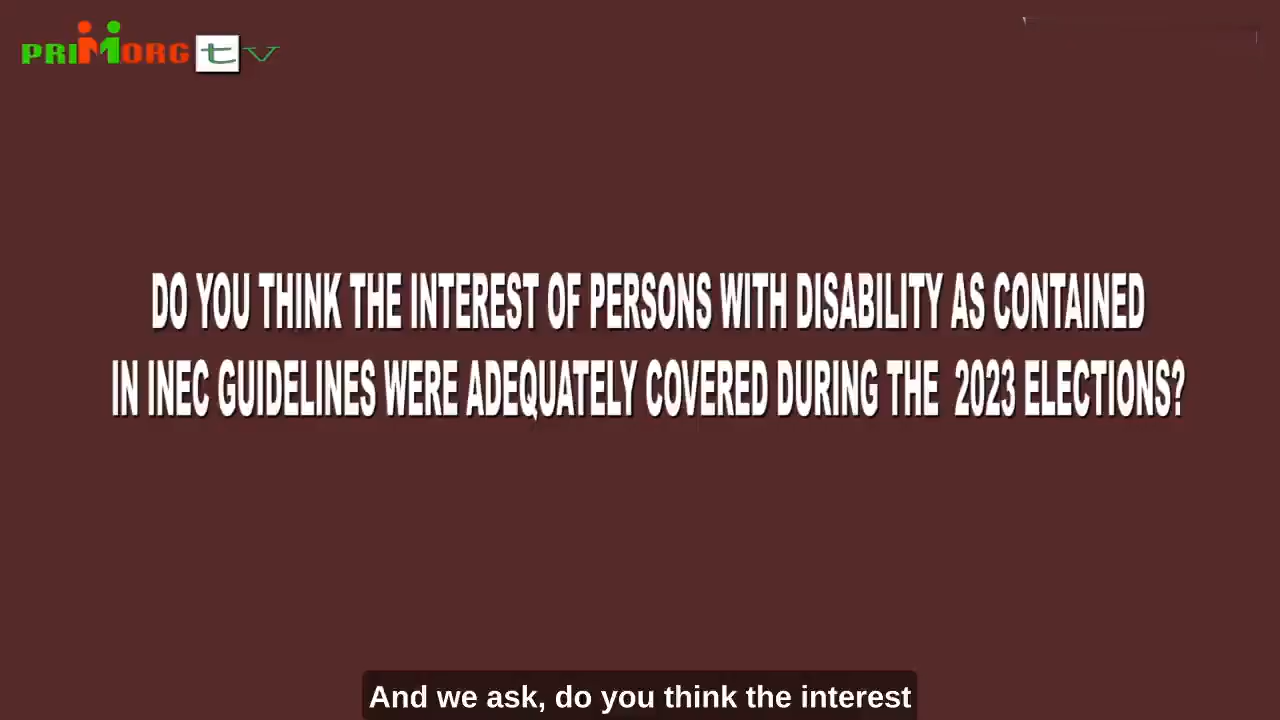 PRIMORG tv
DO YOU THINK THE INTEREST OF PERSONS WITH DISABILITY AS CONTAINED
IN INEC GUIDELINES WERE ADEQUATELY COVERED DURING THE 2023 ELECTIONS?
And we ask, do you think the interest